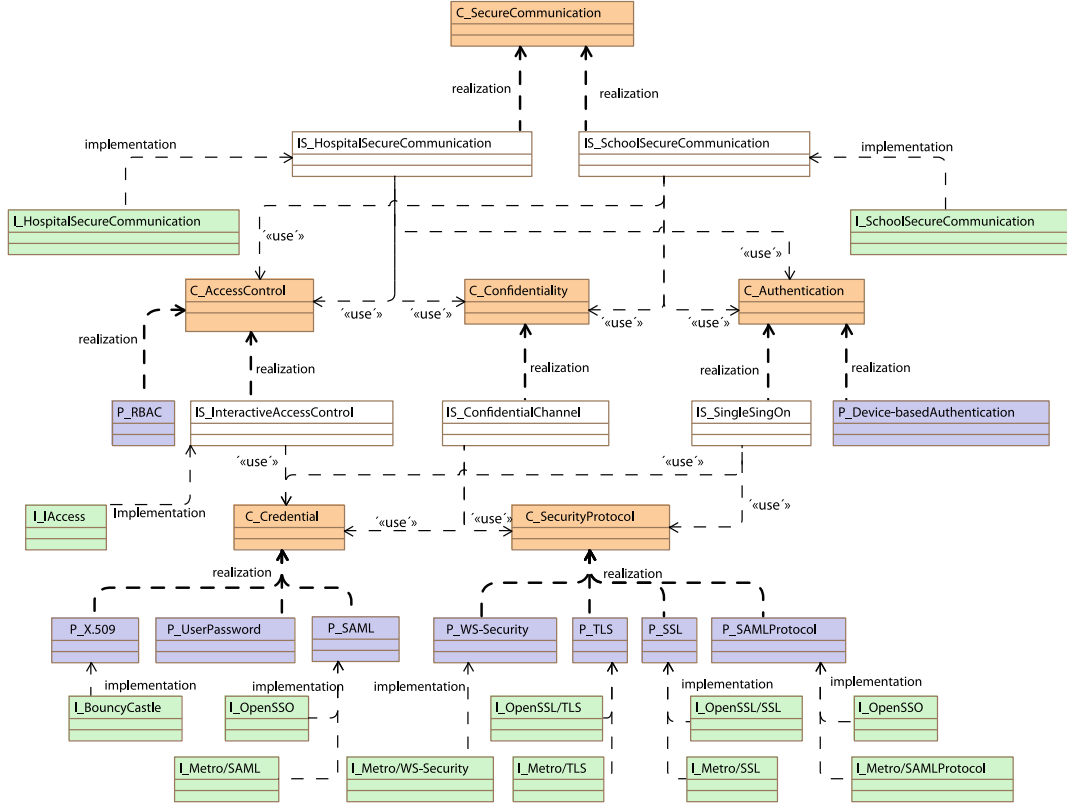 C_SecureCommunication
realization
realization
implementation
IS_HospitalSecureCommunication
IS_SchoolSecureCommunication
implementation
I_HospitalSecureCommunication
I_SchoolSecureCommunication
´«use´»
´«use´»
C_AccessControl
C_Confidentiality
C_Authentication
´«use´»
´«use´»
´«use´»
´«use´»
realization
realization
realization
realization
P_RBAC
IS_InteractiveAccessControl
IS_ConfidentialChannel
IS_SingleSingOn
P_Device-basedAuthentication
´«use´»
´«use´»
´«use´»
I_IAccess
Implementation
C_Credential
C_SecurityProtocol
´«use´»
´«use´»
realization
realization
P_X.509
P_UserPassword
P_SAML
P_WS-Security
P_TLS
P_SSL
P_SAMLProtocol
implementation
implementation
implementation
implementation
implementation
I_BouncyCastle
I_OpenSSO
I_OpenSSL/TLS
I_OpenSSL/SSL
I_OpenSSO
I_Metro/SAML
I_Metro/WS-Security
I_Metro/TLS
I_Metro/SSL
I_Metro/SAMLProtocol